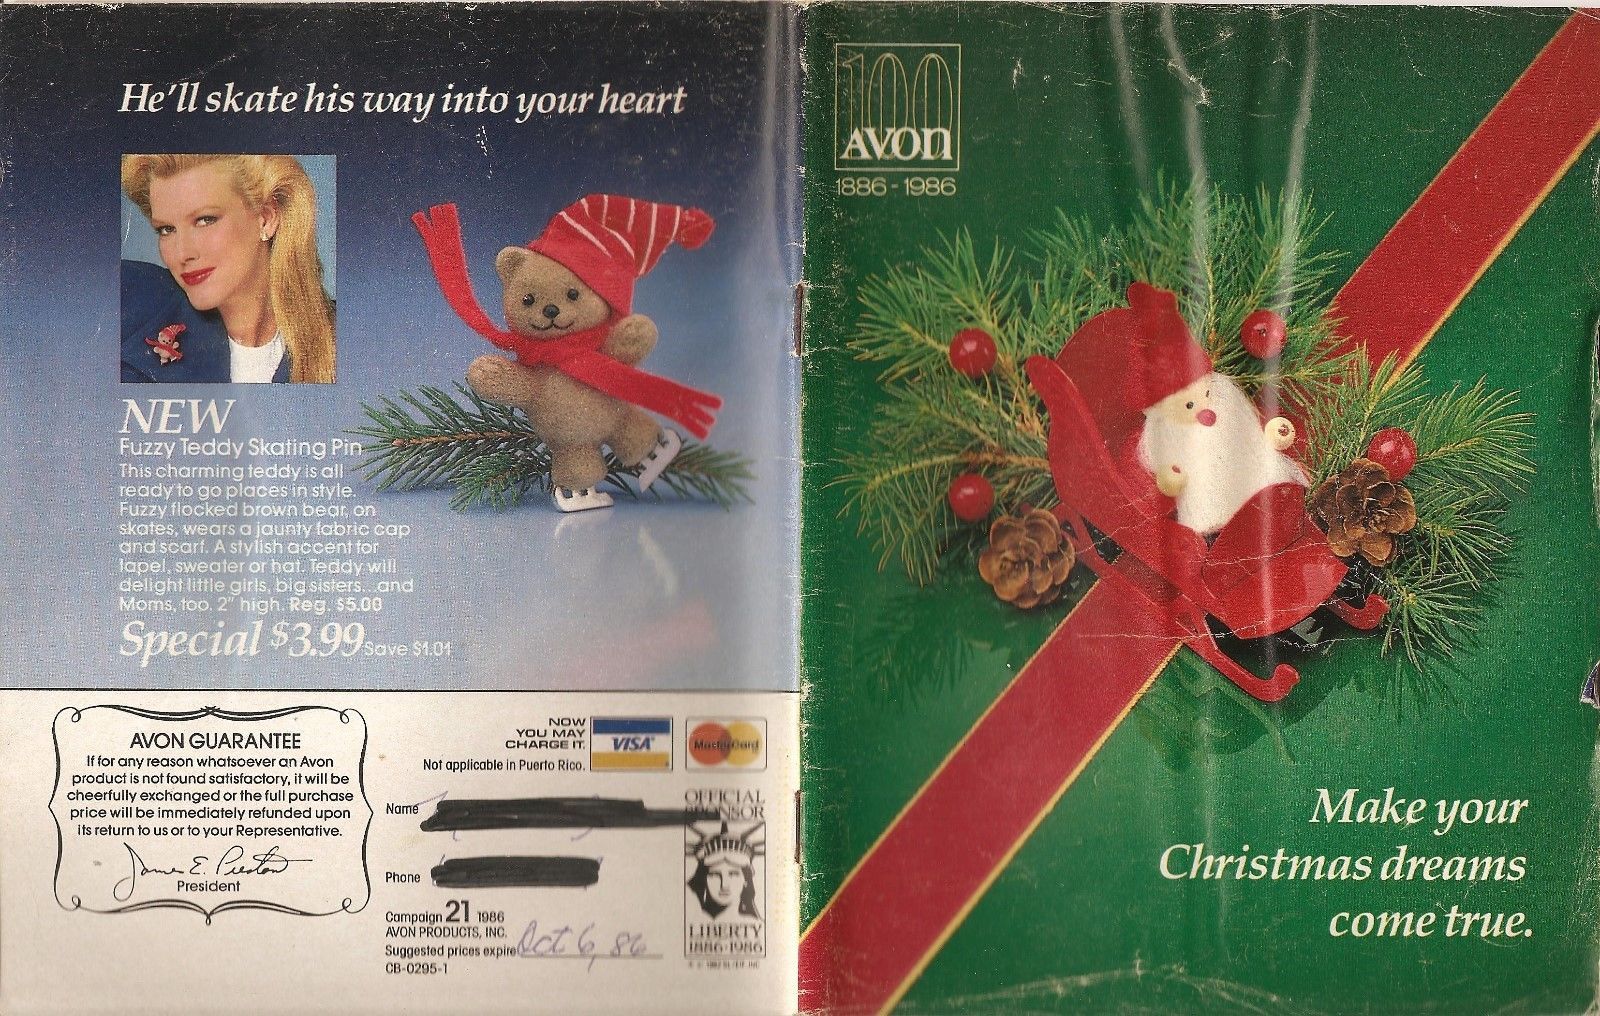 He'll skate his way into your heart
NEW
Fuzzy Teddy Skating Pin
This charming teddy is all
ready to go places in style.
Fuzzy flocked brown bear, on
skates, wears a jaunty fabric cap
and scarf. A stylish accent for
lapel, sweater or hat. Teddy will
delight little girls, big sisters...and
Moms, too. 2" high. Reg. $5.00
Special $3.99 Save $1.01
AVON GUARANTEE
If for any reason whatsoever an Avon
product is not found satisfactory, it will be
cheerfully exchanged or the full purchase
price will be immediately refunded upon
its return to us or to your Representative.
James E. Preston
President
NOW
YOU MAY
CHARGE IT.
VISA
MasterCard
Not applicable in Puerto Rico.
Name
Phone
Campaign 21 1986
AVON PRODUCTS, INC.
Suggested prices expire Oct 6, 86
CB-0295-1
OFFICIAL
SPONSOR
LIBERTY
1886-1986
100
AVON
1886-1986
Make your
Christmas dreams
come true.